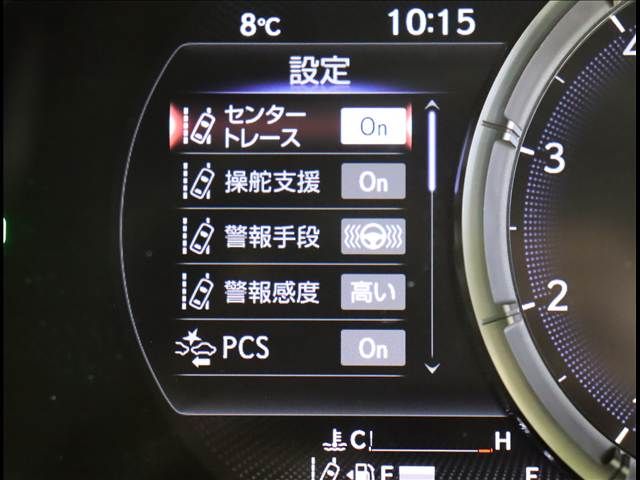 8℃ 10:15
設定
センター
トレース On
操舵支援 On
警報手段
警報感度 高い
PCS On
3
2
C H
E F